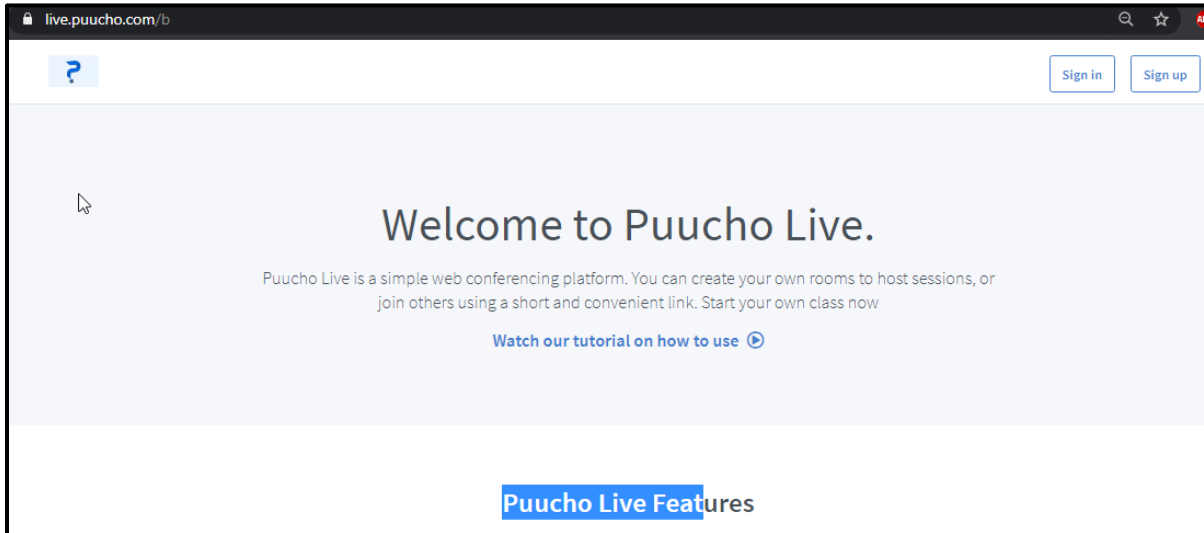 live.puucho.com/b
Sign in
Sign up
Welcome to Puucho Live.
Puucho Live is a simple web conferencing platform. You can create your own rooms to host sessions, or
join others using a short and convenient link. Start your own class now
Watch our tutorial on how to use
Puucho Live Features